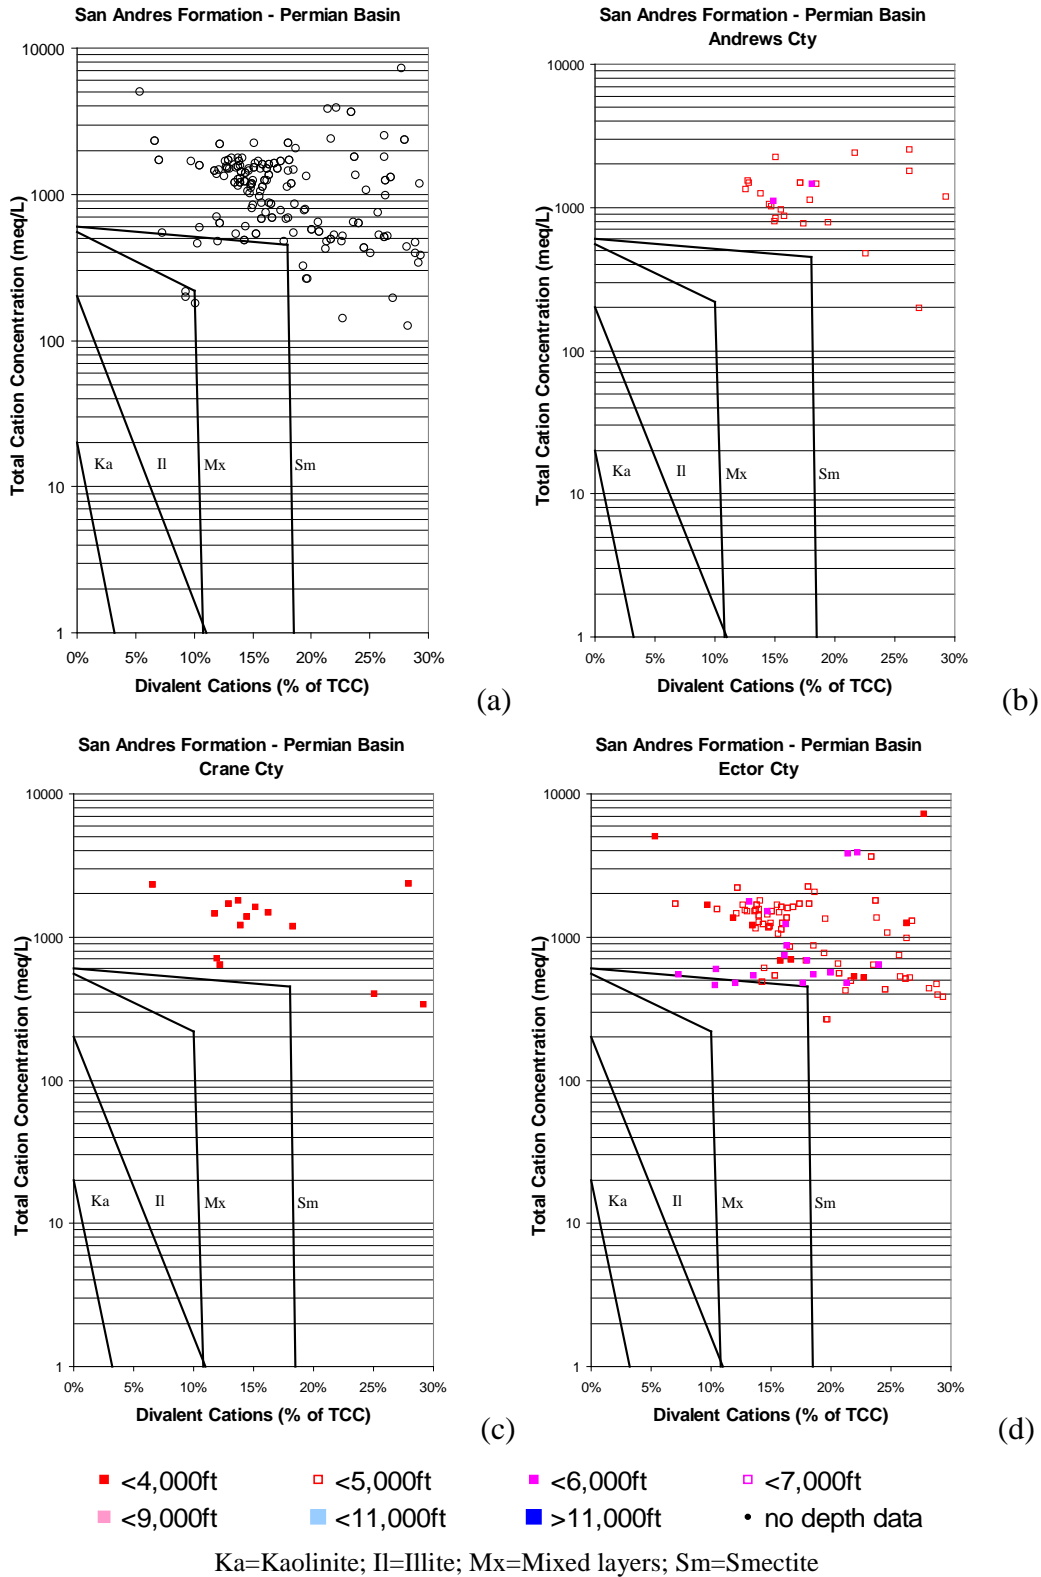 San Andres Formation - Permian Basin
10000
1000
100
10
1
Total Cation Concentration (meq/L)
Ka
Il
Mx
Sm
0%
5%
10%
15%
20%
25%
30%
Divalent Cations (% of TCC)
(a)
San Andres Formation - Permian Basin
Andrews Cty
10000
1000
100
10
1
Total Cation Concentration (meq/L)
Ka
Il
Mx
Sm
0%
5%
10%
15%
20%
25%
30%
Divalent Cations (% of TCC)
(b)
San Andres Formation - Permian Basin
Crane Cty
10000
1000
100
10
1
Total Cation Concentration (meq/L)
Ka
Il
Mx
Sm
0%
5%
10%
15%
20%
25%
30%
Divalent Cations (% of TCC)
(c)
San Andres Formation - Permian Basin
Ector Cty
10000
1000
100
10
1
Total Cation Concentration (meq/L)
Ka
Il
Mx
Sm
0%
5%
10%
15%
20%
25%
30%
Divalent Cations (% of TCC)
(d)
<4,000ft
<5,000ft
<6,000ft
<7,000ft
<9,000ft
<11,000ft
>11,000ft
no depth data
Ka=Kaolinite; Il=Illite; Mx=Mixed layers; Sm=Smectite